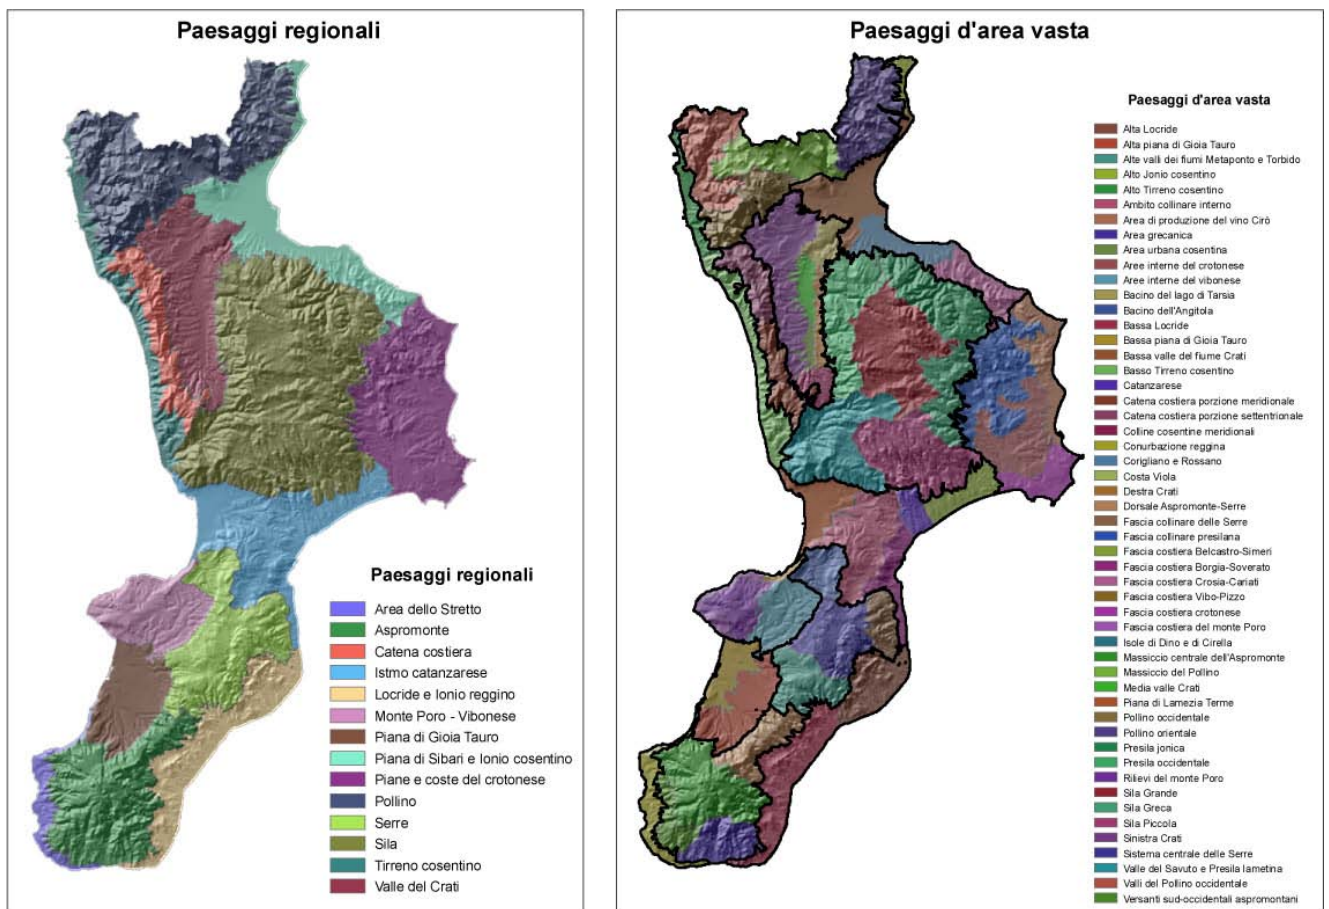 Paesaggi regionali
Paesaggi regionali
Area dello Stretto
Aspromonte
Catena costiera
Istmo catanzarese
Locride e Ionio reggino
Monte Poro - Vibonese
Piana di Gioia Tauro
Piana di Sibari e Ionio cosentino
Piane e coste del crotonese
Pollino
Serre
Sila
Tirreno cosentino
Valle del Crati
Paesaggi d'area vasta
Paesaggi d'area vasta
Alta Locride
Alta piana di Gioia Tauro
Alte valli dei fiumi Metaponto e Torbido
Alto Jonio cosentino
Alto Tirreno cosentino
Ambito collinare interno
Area di produzione del vino Cirò
Area grecanica
Area urbana cosentina
Aree interne del crotonese
Aree interne del vibonese
Bacino del lago di Tarsia
Bacino dell'Angitola
Bassa Locride
Bassa piana di Gioia Tauro
Bassa valle del fiume Crati
Basso Tirreno cosentino
Catanzarese
Catena costiera porzione meridionale
Catena costiera porzione settentrionale
Colline cosentine meridionali
Conurbazione reggina
Corigliano e Rossano
Costa Viola
Destra Crati
Dorsale Aspromonte-Serre
Fascia collinare delle Serre
Fascia collinare presilana
Fascia costiera Belcastro-Simeri
Fascia costiera Borgia-Soverato
Fascia costiera Crosia-Cariati
Fascia costiera Vibo-Pizzo
Fascia costiera crotonese
Fascia costiera del monte Poro
Isole di Dino e di Cirella
Massiccio centrale dell'Aspromonte
Massiccio del Pollino
Media valle Crati
Piana di Lamezia Terme
Pollino occidentale
Pollino orientale
Presila jonica
Presila occidentale
Rilievi del monte Poro
Sila Grande
Sila Greca
Sila Piccola
Sinistra Crati
Sistema centrale delle Serre
Valle del Savuto e Presila lametina
Valli del Pollino occidentale
Versanti sud-occidentali aspromontani